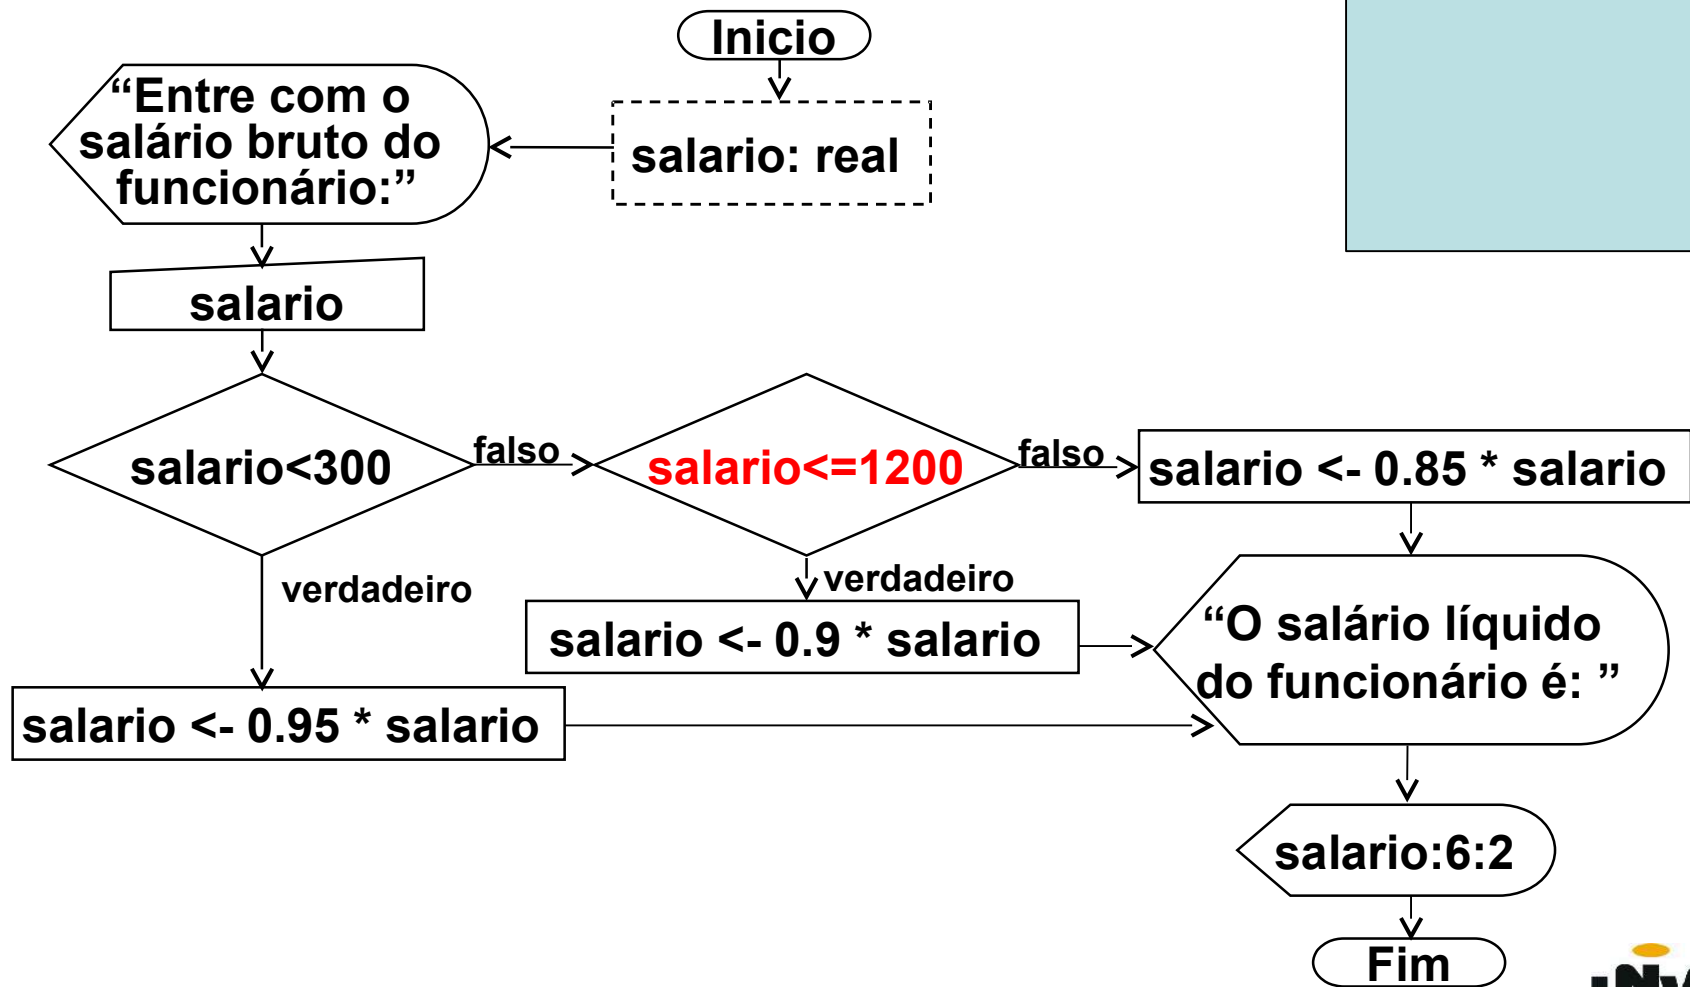 Inicio
salario: real
“Entre com o
salário bruto do
funcionário:”
salario
salario<300
falso
salario<=1200
falso
salario <- 0.85 * salario
verdadeiro
verdadeiro
salario <- 0.9 * salario
salario <- 0.95 * salario
“O salário líquido
do funcionário é: ”
salario:6:2
Fim